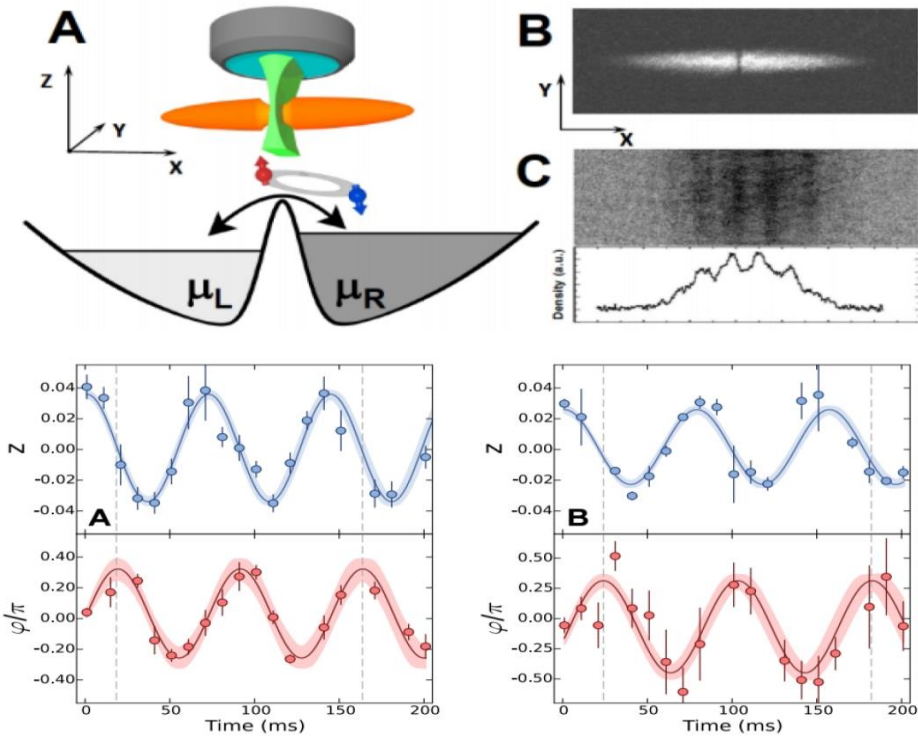 A
Z
Y
X
μL
μR
B
Y
X
C
Density (a.u.)
0.04
0.02
0.00
-0.02
-0.04
Z
A
0.40
0.20
0.00
-0.20
-0.40
φ/π
0 50 100 150 200
Time (ms)
0.04
0.02
0.00
-0.02
-0.04
Z
B
0.50
0.25
0.00
-0.25
-0.50
φ/π
0 50 100 150 200
Time (ms)